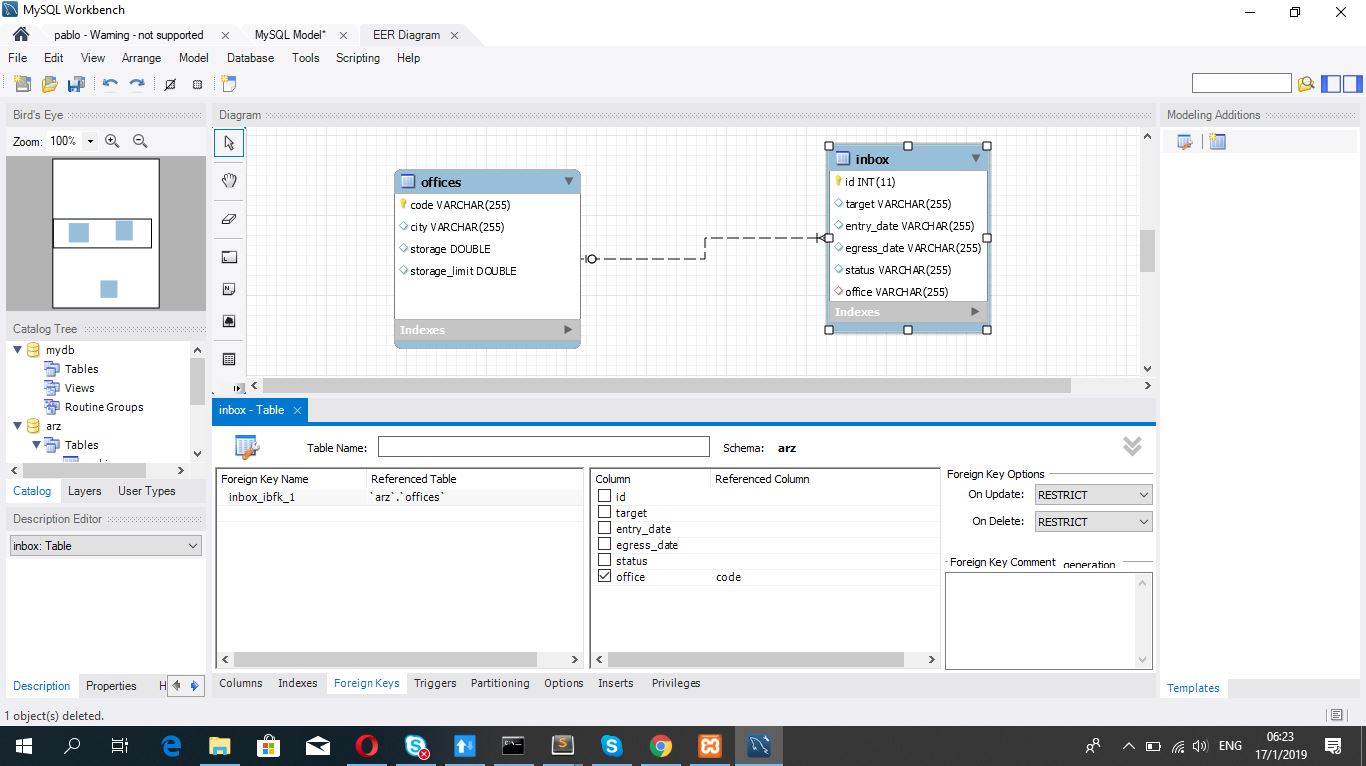 MySQL Workbench
pablo - Warning - not supported
MySQL Model*
EER Diagram
File Edit View Arrange Model Database Tools Scripting Help
Bird's Eye
Zoom: 100%
Diagram
Modeling Additions
offices
code VARCHAR(255)
city VARCHAR(255)
storage DOUBLE
storage_limit DOUBLE
Indexes
inbox
id INT(11)
target VARCHAR(255)
entry_date VARCHAR(255)
egress_date VARCHAR(255)
status VARCHAR(255)
office VARCHAR(255)
Indexes
Catalog Tree
mydb
Tables
Views
Routine Groups
arz
Tables
Catalog Layers User Types
Description Editor
inbox: Table
Description Properties H
inbox - Table
Table Name:
Schema: arz
Foreign Key Name Referenced Table
inbox_ibfk_1 `arz`.`offices`
Column Referenced Column
id
target
entry_date
egress_date
status
office code
Foreign Key Options
On Update: RESTRICT
On Delete: RESTRICT
Foreign Key Comment generation
Columns Indexes Foreign Keys Triggers Partitioning Options Inserts Privileges
Templates
1 object(s) deleted.
ENG
06:23
17/1/2019